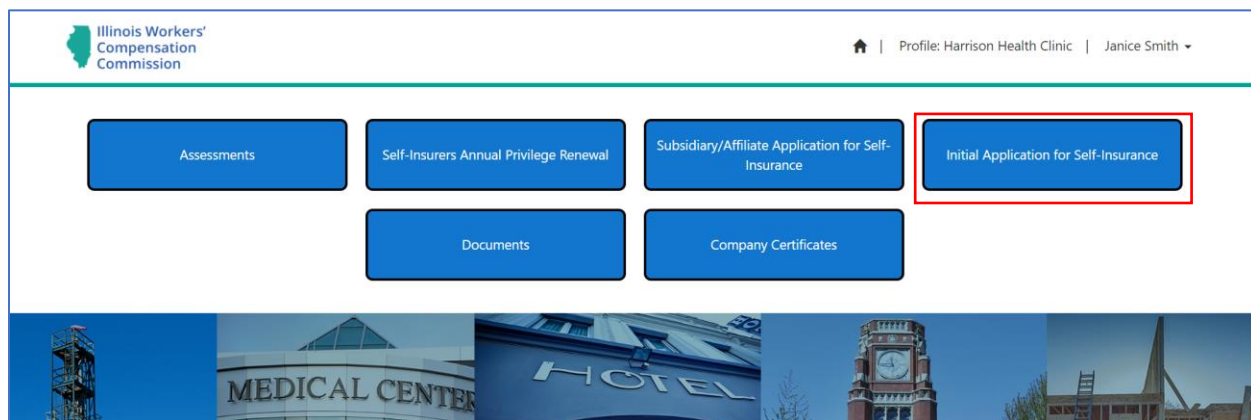 Illinois Workers'
Compensation
Commission
| Profile: Harrison Health Clinic | Janice Smith
Assessments
Self-Insurers Annual Privilege Renewal
Subsidiary/Affiliate Application for Self-
Insurance
Initial Application for Self-Insurance
Documents
Company Certificates
MEDICAL CENTER
HOTEL